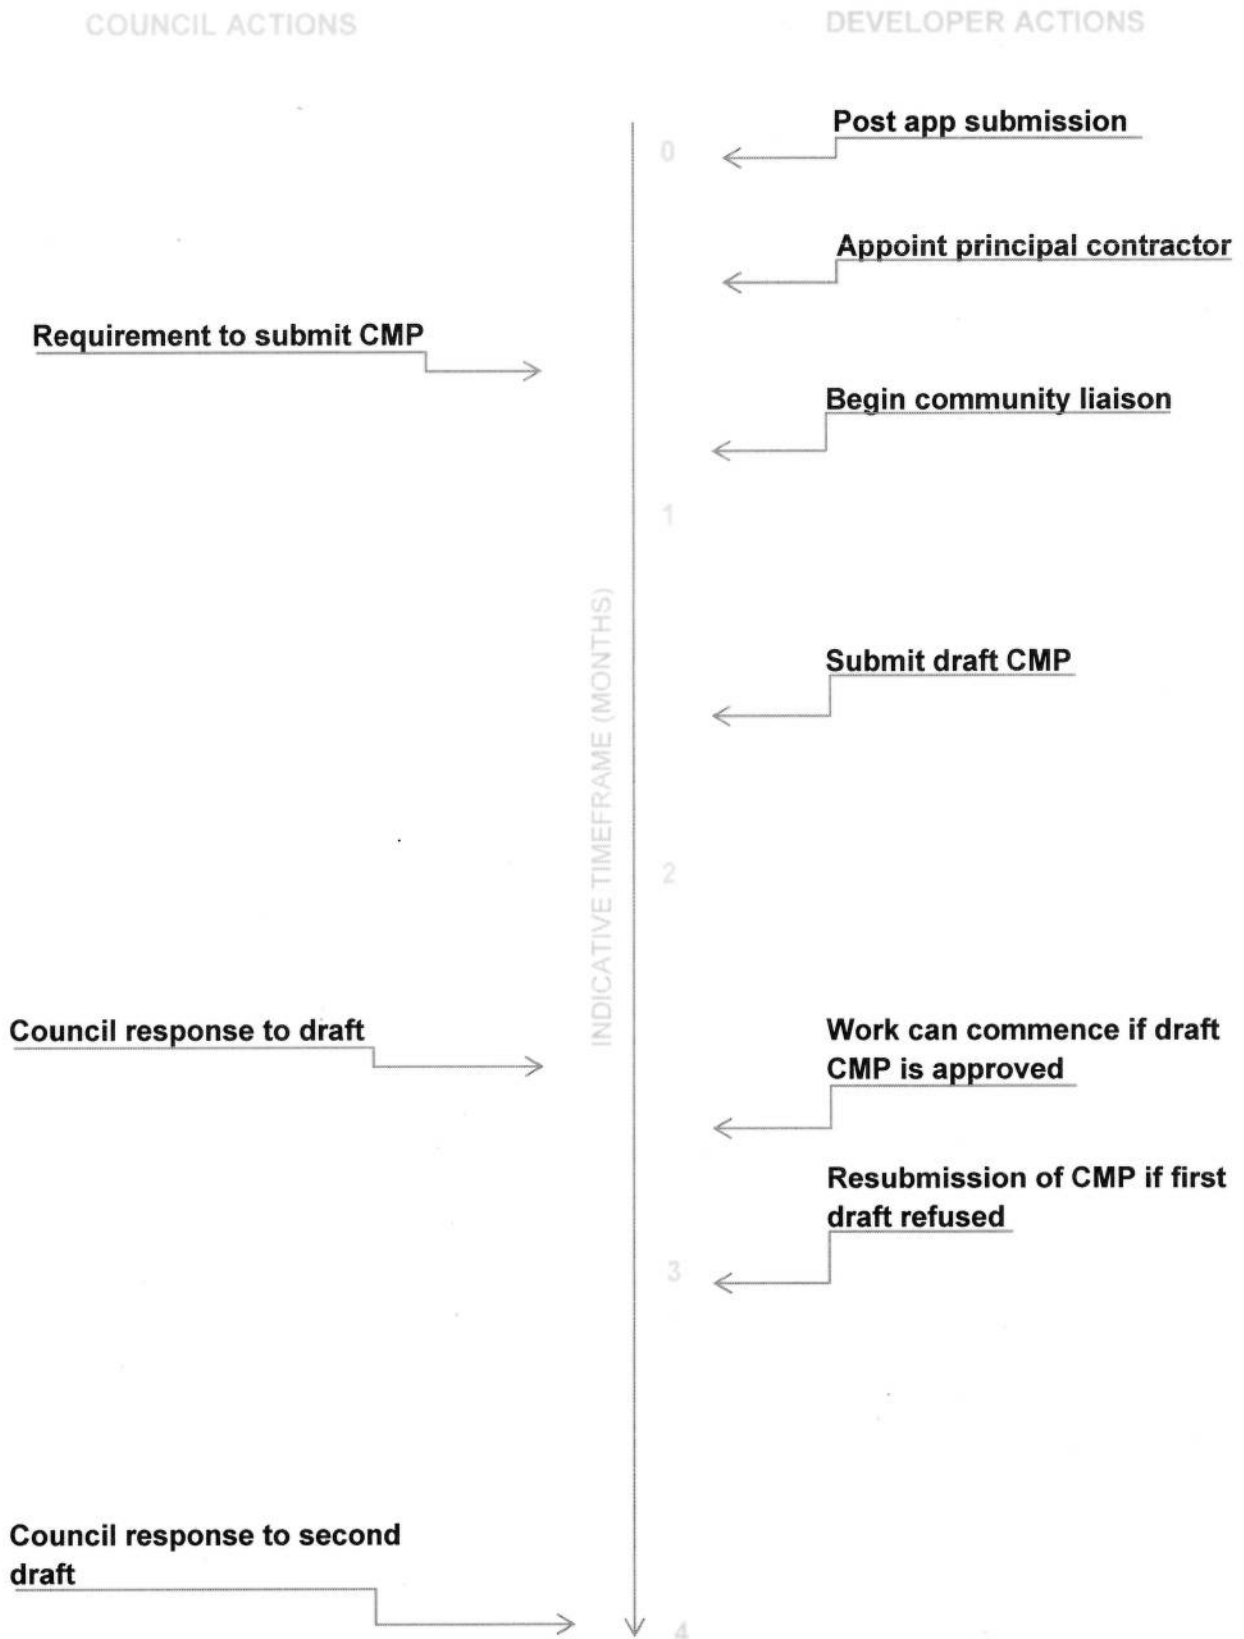 COUNCIL ACTIONS
DEVELOPER ACTIONS
Post app submission
0
Appoint principal contractor
Requirement to submit CMP
Begin community liaison
1
INDICATIVE TIMEFRAME (MONTHS)
Submit draft CMP
2
Council response to draft
Work can commence if draft
CMP is approved
Resubmission of CMP if first
draft refused
3
Council response to second
draft
4